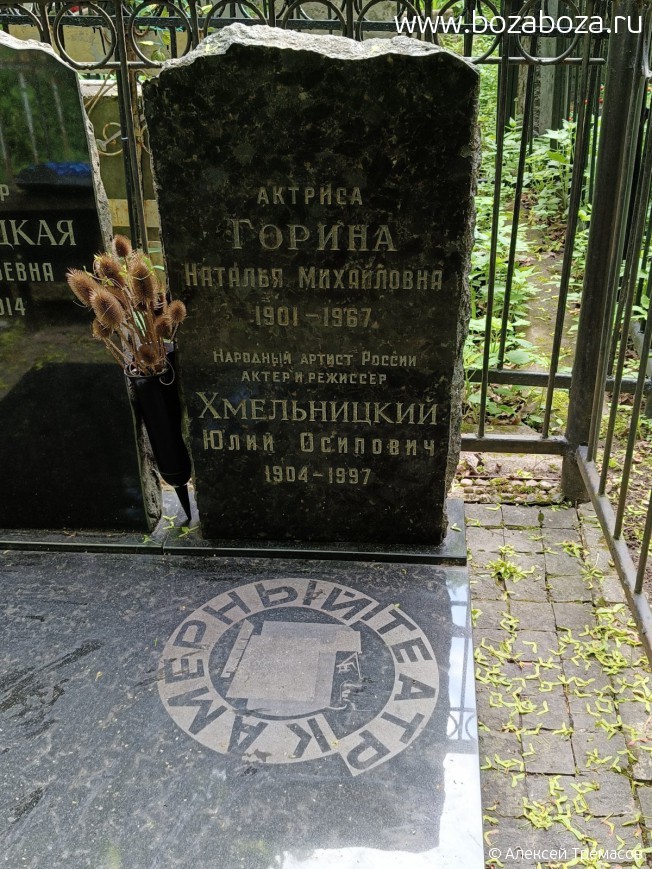 www.bozaboza.ru
АКТРИСА
ГОРИНА
НАТАЛЬЯ МИХАЙЛОВНА
1901-1967
НАРОДНЫЙ АРТИСТ РОССИИ
АКТЕР И РЕЖИССЕР
ХМЕЛЬНИЦКИЙ
ЮЛИЙ ОСИПОВИЧ
1904-1997
КАМЕРНЫЙ ТЕАТР
© Алексей Тремасов